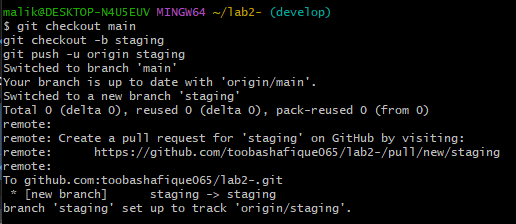 malik@DESKTOP-N4U5EUV MINGW64 ~/lab2- (develop)
$ git checkout main
git checkout -b staging
git push -u origin staging
Switched to branch 'main'
Your branch is up to date with 'origin/main'.
Switched to a new branch 'staging'
Total 0 (delta 0), reused 0 (delta 0), pack-reused 0 (from 0)
remote:
remote: Create a pull request for 'staging' on GitHub by visiting:
remote:      https://github.com/toobashafique065/lab2-/pull/new/staging
remote:
To github.com:toobashafique065/lab2-.git
 * [new branch]      staging -> staging
branch 'staging' set up to track 'origin/staging'.